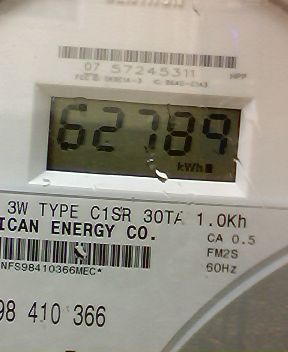 07 57245311 HPP
62789
kWh
3W TYPE C1SR 30TA 1.0Kh
ICAN ENERGY CO. CA 0.5
FM2S
NFS98410366MEC* 60Hz
98 410 366